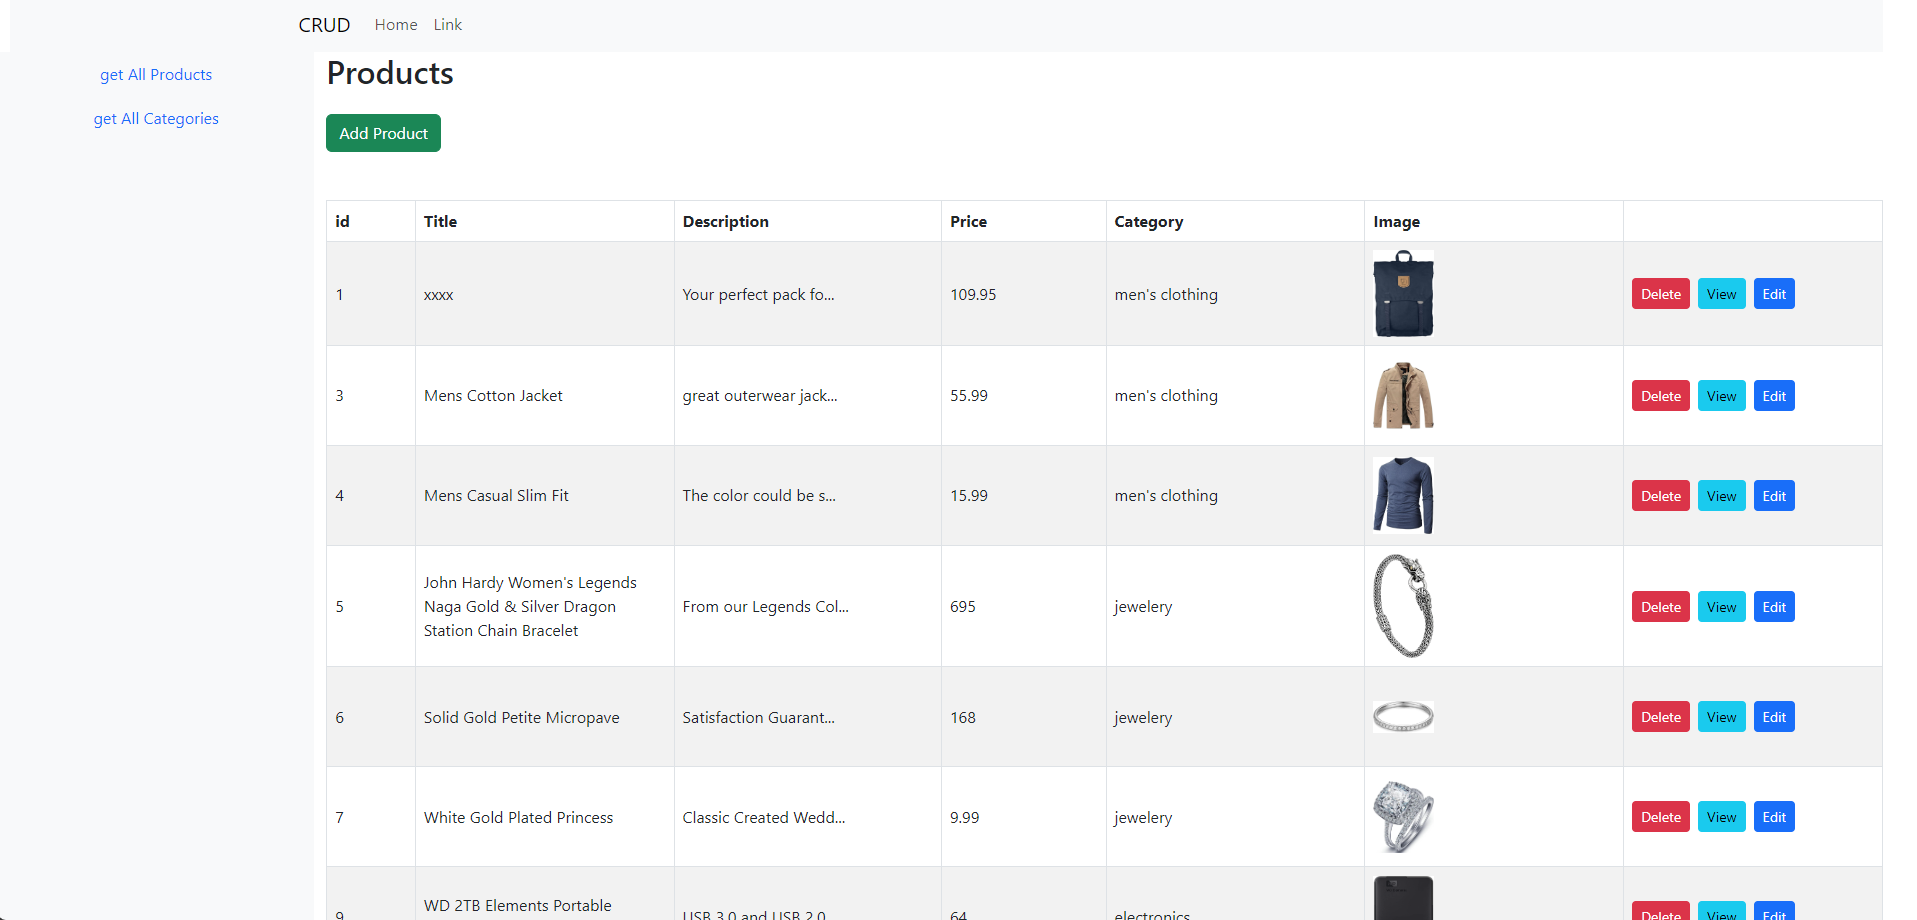 CRUD Home Link
get All Products
get All Categories
Products
Add Product
id Title Description Price Category Image
1 xxxx Your perfect pack fo... 109.95 men's clothing Delete View Edit
3 Mens Cotton Jacket great outerwear jack... 55.99 men's clothing Delete View Edit
4 Mens Casual Slim Fit The color could be s... 15.99 men's clothing Delete View Edit
5 John Hardy Women's Legends
Naga Gold & Silver Dragon
Station Chain Bracelet
From our Legends Col... 695 jewelery Delete View Edit
6 Solid Gold Petite Micropave Satisfaction Guarant... 168 jewelery Delete View Edit
7 White Gold Plated Princess Classic Created Wedd... 9.99 jewelery Delete View Edit
WD 2TB Elements Portable
9 USB 3.0 and USB 2.0 64 electronics Delete View Edit